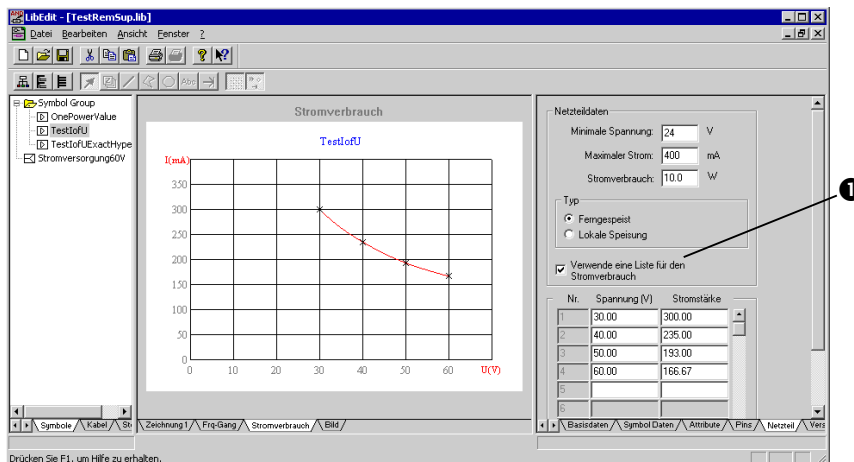 LibEdit - [TestRemSup.lib]
Datei Bearbeiten Ansicht Fenster ?
Abc
Symbol Group
OnePowerValue
TestIofU
TestIofUExactHype
Stromversorgung60V
Symbole Kabel
Stromverbrauch
TestIofU
I(mA)
350
300
250
200
150
100
50
0
0 10 20 30 40 50 60 U(V)
Zeichnung1 Frq-Gang Stromverbrauch Bild
Netzteildaten
Minimale Spannung: 24 V
Maximaler Strom: 400 mA
Stromverbrauch: 10.0 W
Typ
Ferngespeist
Lokale Speisung
Verwende eine Liste für den
Stromverbrauch
Nr. Spannung (V) Stromstärke
1 30.00 300.00
2 40.00 235.00
3 50.00 193.00
4 60.00 166.67
5
6
Basisdaten Symbol Daten Attribute Pins Netzteil Vers
1
Drücken Sie F1, um Hilfe zu erhalten.